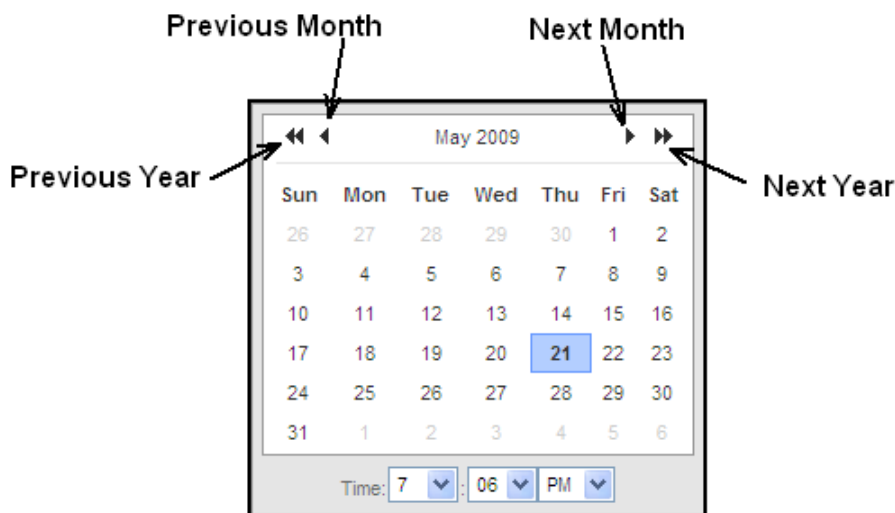 Previous Month Next Month
May 2009
Previous Year Next Year
Sun Mon Tue Wed Thu Fri Sat
26 27 28 29 30 1 2
3 4 5 6 7 8 9
10 11 12 13 14 15 16
17 18 19 20 21 22 23
24 25 26 27 28 29 30
31 1 2 3 4 5 6
Time: 7 : 06 PM